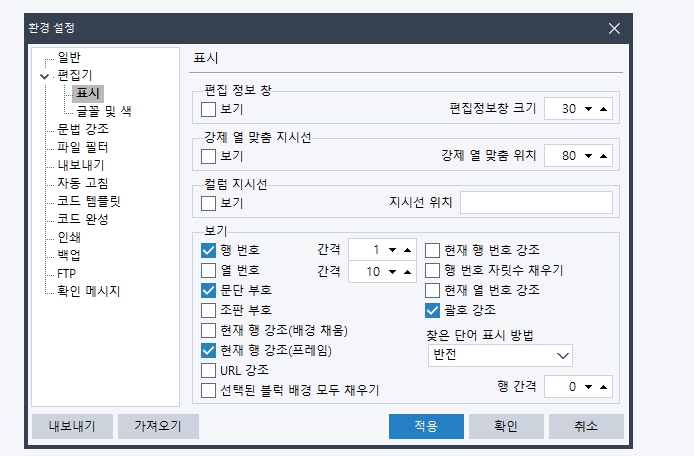 환경 설정
일반
편집기
표시
글꼴 및 색
문법 강조
파일 필터
내보내기
자동 고침
코드 템플릿
코드 완성
인쇄
백업
FTP
확인 메시지
표시
편집 정보 창
보기 편집정보창 크기 30
강제 열 맞춤 지시선
보기 강제 열 맞춤 위치 80
컬럼 지시선
보기 지시선 위치
보기
행 번호 간격 1 현재 행 번호 강조
열 번호 간격 10 행 번호 자릿수 채우기
문단 부호 현재 열 번호 강조
조판 부호 괄호 강조
현재 행 강조(배경 채움) 찾은 단어 표시 방법
현재 행 강조(프레임) 반전
URL 강조
선택된 블럭 배경 모두 채우기 행 간격 0
내보내기 가져오기 적용 확인 취소